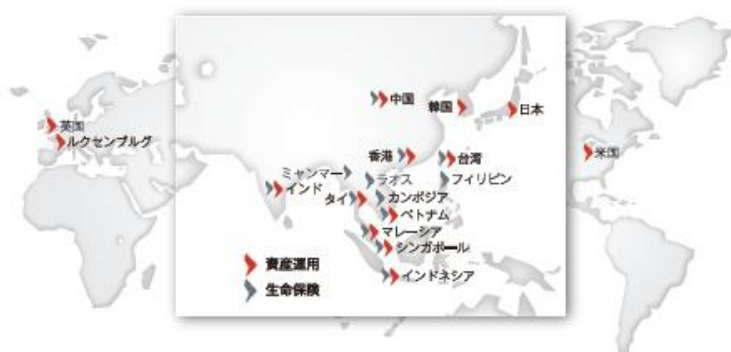 中国
韓国
日本
英国
ルクセンブルグ
香港
台湾
米国
ミャンマー
ラオス
フィリピン
インド
タイ
カンボジア
ベトナム
マレーシア
シンガポール
資産運用
インドネシア
生命保険